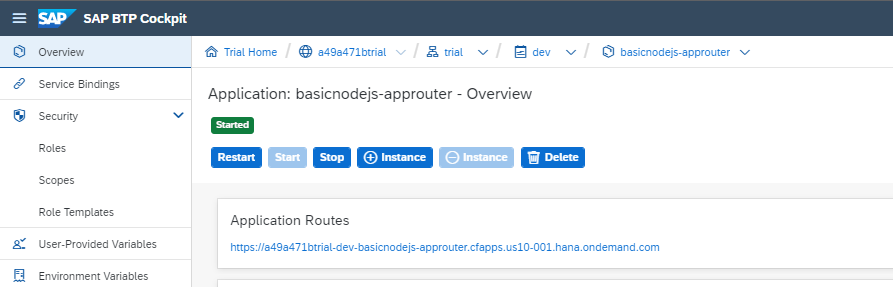 SAP SAP BTP Cockpit
Trial Home / a49a471btrial / trial / dev / basicnodejs-approuter
Overview
Service Bindings
Security
Roles
Scopes
Role Templates
User-Provided Variables
Environment Variables
Application: basicnodejs-approuter - Overview
Started
Restart Start Stop Instance Instance Delete
Application Routes
https://a49a471btrial-dev-basicnodejs-approuter.cfapps.us10-001.hana.ondemand.com